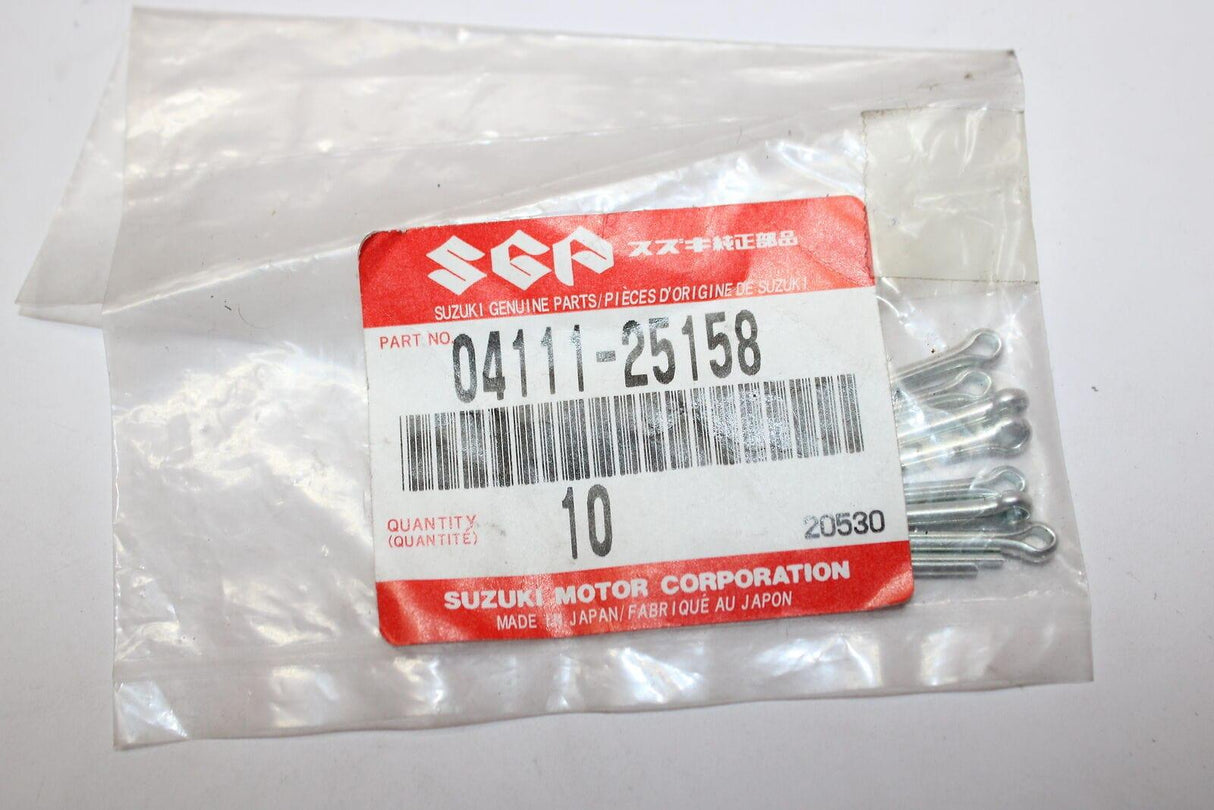 SGP スズキ純正部品
SUZUKI GENUINE PARTS/PIÈCES D'ORIGINE DE SUZUKI
PART NO. 04111-25158
10
QUANTITY
(QUANTITÉ)
20530
SUZUKI MOTOR CORPORATION
MADE IN JAPAN/FABRIQUÉ AU JAPON